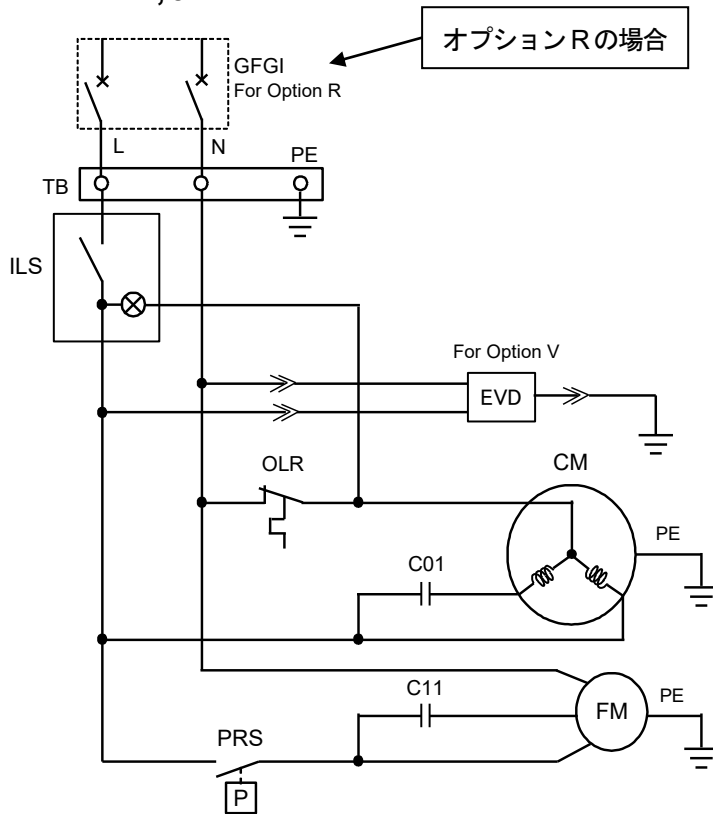 オプションRの場合
GFGI
For Option R
L
N
PE
TB
ILS
For Option V
EVD
OLR
CM
PE
C01
C11
FM
PE
PRS
P